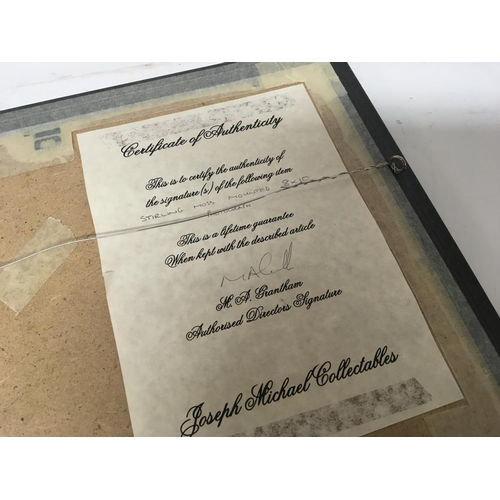 Certificate of Authenticity
This is to certify the authenticity of
the signature(s) of the following item
STIRLING MOSS MOUNTED 8x10
This is a lifetime guarantee
When kept with the described article
M. A. Grantham
Authorised Directors Signature
Joseph Michael Collectables